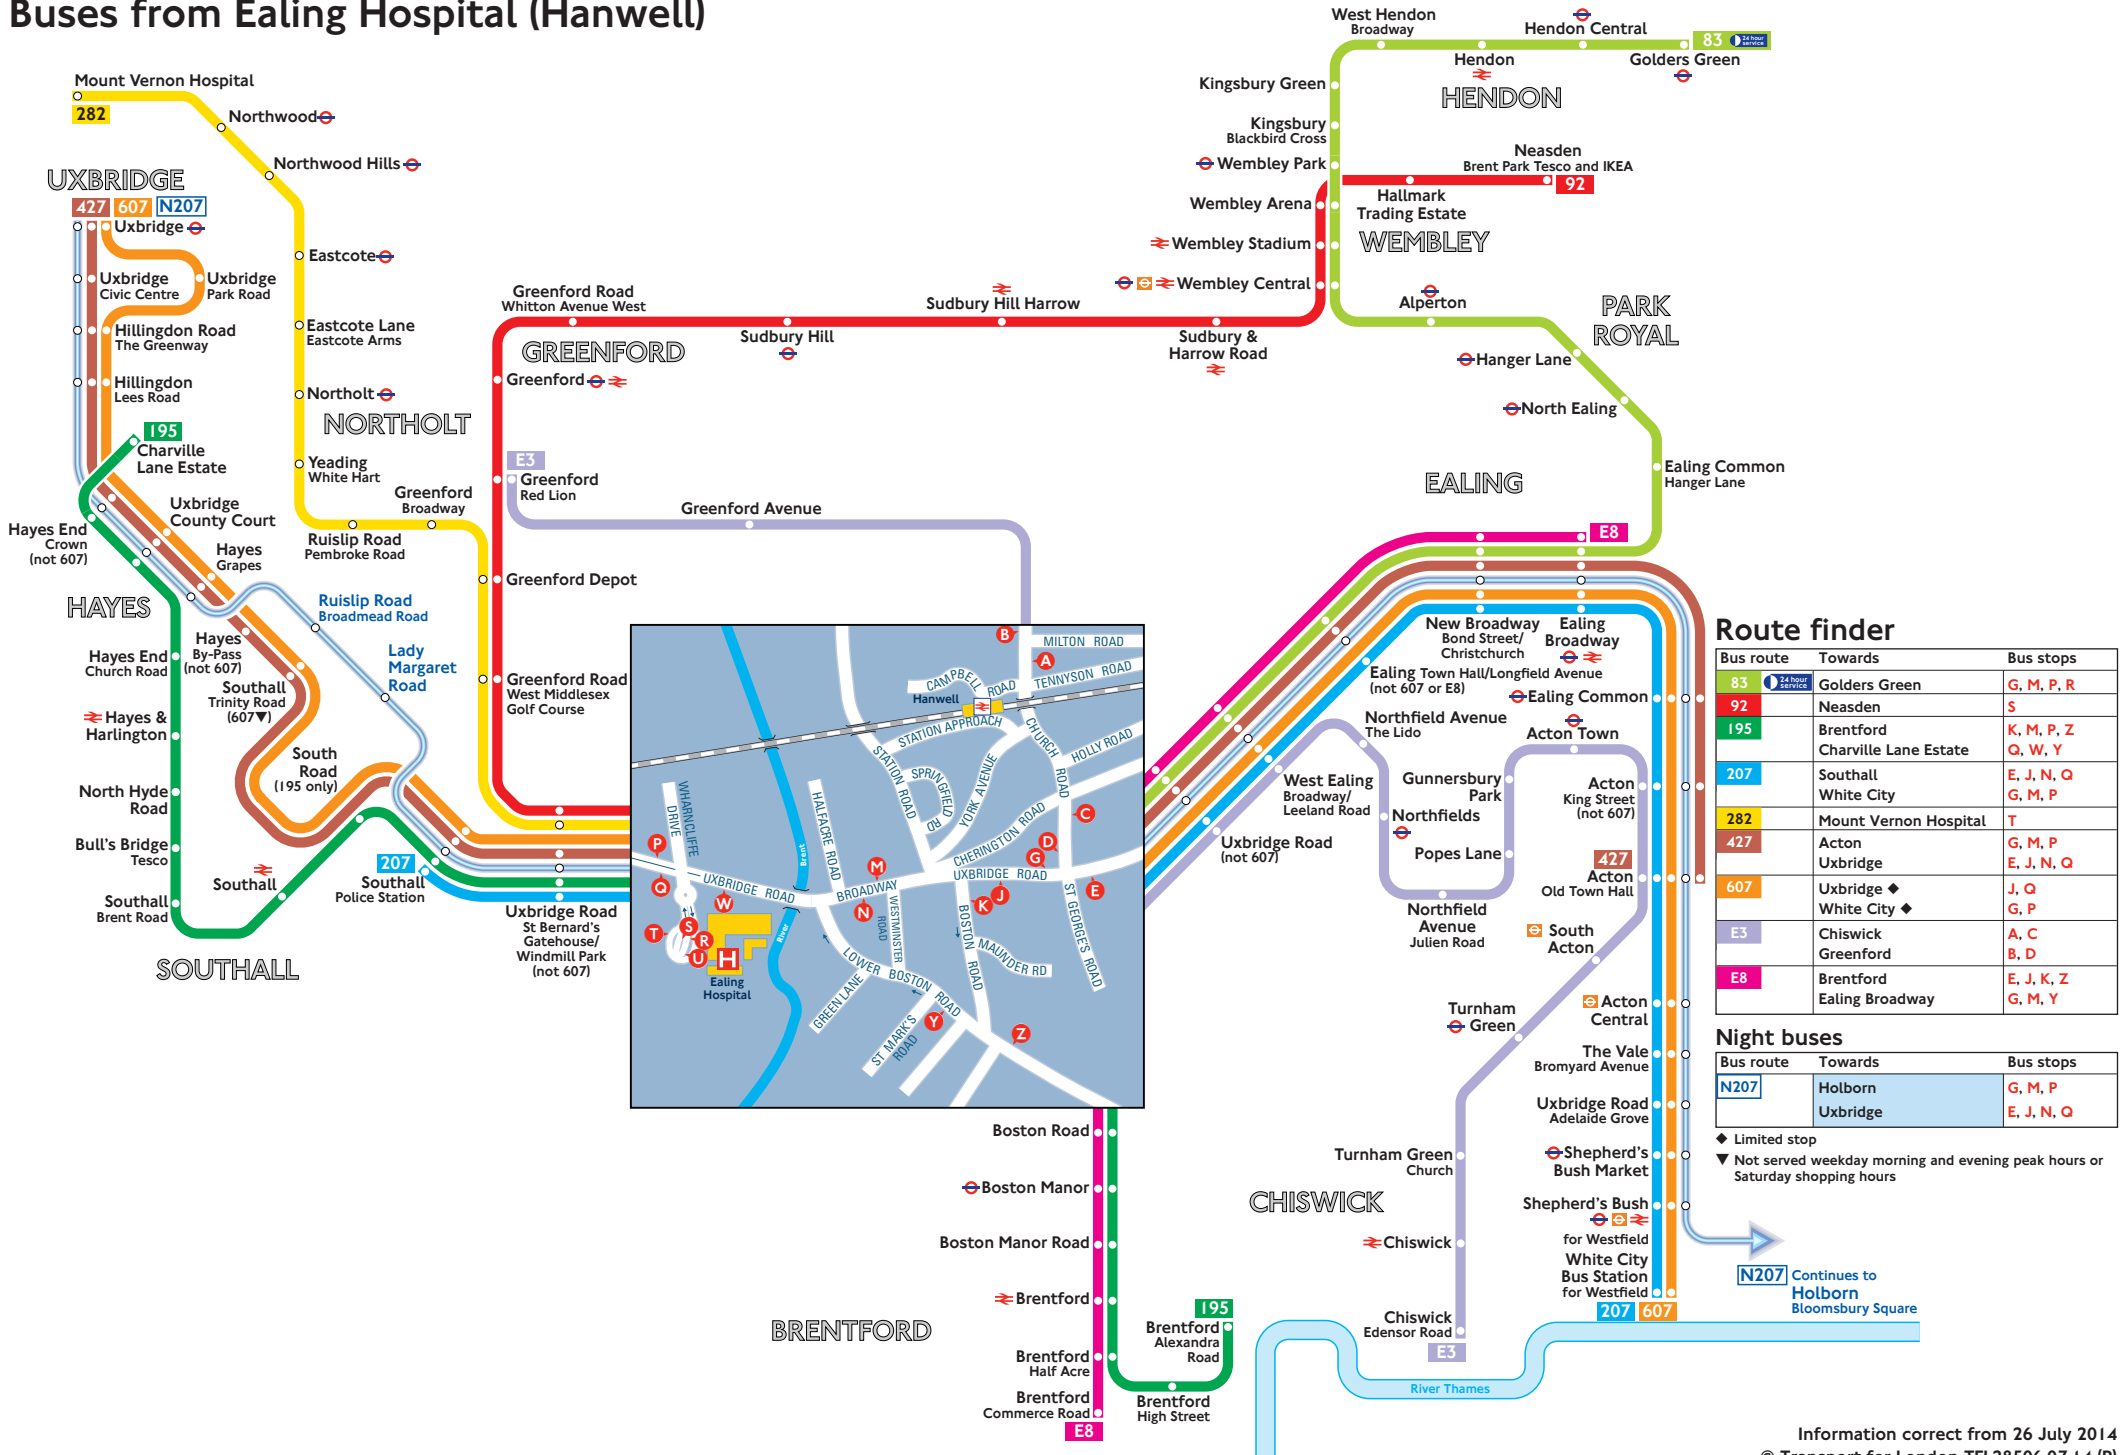 Buses from Ealing Hospital (Hanwell)
Mount Vernon Hospital
282
Northwood
Northwood Hills
UXBRIDGE
427
607
N207
Uxbridge
Uxbridge
Civic Centre
Uxbridge
Park Road
Eastcote
Hillingdon Road
The Greenway
Eastcote Lane
Eastcote Arms
Hillingdon
Lees Road
Northolt
NORTHOLT
195
Charville
Lane Estate
Yeading
White Hart
Greenford
Broadway
Ruislip Road
Pembroke Road
Uxbridge
County Court
Hayes End
Crown
(not 607)
Hayes
Grapes
HAYES
Ruislip Road
Broadmead Road
Hayes
By-Pass
(not 607)
Hayes End
Church Road
Lady
Margaret
Road
Southall
Trinity Road
(607▼)
Hayes &
Harlington
South
Road
(195 only)
North Hyde
Road
Bull's Bridge
Tesco
Southall
Southall
Brent Road
207
Southall
Police Station
SOUTHALL
Greenford Road
Whitton Avenue West
GREENFORD
Sudbury Hill
Sudbury Hill Harrow
Sudbury &
Harrow Road
Greenford
E3
Greenford
Red Lion
Greenford Avenue
Greenford Depot
Greenford Road
West Middlesex
Golf Course
Uxbridge Road
St Bernard's
Gatehouse/
Windmill Park
(not 607)
West Hendon
Broadway
Hendon Central
83
24 hour
service
Hendon
Golders Green
HENDON
Kingsbury Green
Kingsbury
Blackbird Cross
Wembley Park
Neasden
Brent Park Tesco and IKEA
92
Hallmark
Trading Estate
Wembley Arena
WEMBLEY
Wembley Stadium
Wembley Central
Alperton
PARK
ROYAL
Hanger Lane
North Ealing
Ealing Common
Hanger Lane
EALING
E8
New Broadway
Bond Street/
Christchurch
Ealing
Broadway
Ealing Town Hall/Longfield Avenue
(not 607 or E8)
Ealing Common
Northfield Avenue
The Lido
Acton Town
West Ealing
Broadway/
Leeland Road
Gunnersbury
Park
Acton
King Street
(not 607)
Northfields
Uxbridge Road
(not 607)
Popes Lane
427
Acton
Old Town Hall
Northfield
Avenue
Julien Road
South
Acton
Turnham
Green
Acton
Central
The Vale
Bromyard Avenue
Uxbridge Road
Adelaide Grove
Turnham Green
Church
Shepherd's
Bush Market
CHISWICK
Shepherd's Bush
for Westfield
Chiswick
White City
Bus Station
for Westfield
207
607
N207
Continues to
Holborn
Bloomsbury Square
Chiswick
Edensor Road
E3
River Thames
B
MILTON ROAD
A
TENNYSON ROAD
CAMPBELL
ROAD
Hanwell
STATION APPROACH
CHURCH
ROAD
HOLLY ROAD
STATION ROAD
SPRINGFIELD
RD
YORK AVENUE
WHARNCLIFFE
DRIVE
HALFACRE ROAD
Brent
C
CHERINGTON ROAD
D
G
P
M
UXBRIDGE ROAD
Q
UXBRIDGE ROAD
BROADWAY
W
N
J
K
E
WESTMINSTER
ROAD
BOSTON ROAD
ST GEORGE'S ROAD
S
T
R
U
H
River
MAUNDER RD
LOWER BOSTON ROAD
Ealing
Hospital
GREEN LANE
ST MARK'S
ROAD
Y
Z
Boston Road
Boston Manor
Boston Manor Road
Brentford
BRENTFORD
195
Brentford
Alexandra
Road
Brentford
Half Acre
Brentford
Commerce Road
E8
Brentford
High Street
Route finder
Bus route Towards Bus stops
83 24 hour service Golders Green G, M, P, R
92 Neasden S
195 Brentford K, M, P, Z
Charville Lane Estate Q, W, Y
207 Southall E, J, N, Q
White City G, M, P
282 Mount Vernon Hospital T
427 Acton G, M, P
Uxbridge E, J, N, Q
607 Uxbridge ◆ J, Q
White City ◆ G, P
E3 Chiswick A, C
Greenford B, D
E8 Brentford E, J, K, Z
Ealing Broadway G, M, Y
Night buses
Bus route Towards Bus stops
N207 Holborn G, M, P
Uxbridge E, J, N, Q
◆ Limited stop
▼ Not served weekday morning and evening peak hours or
Saturday shopping hours
Information correct from 26 July 2014
© Transport for London TFL28506.07.14 (P)